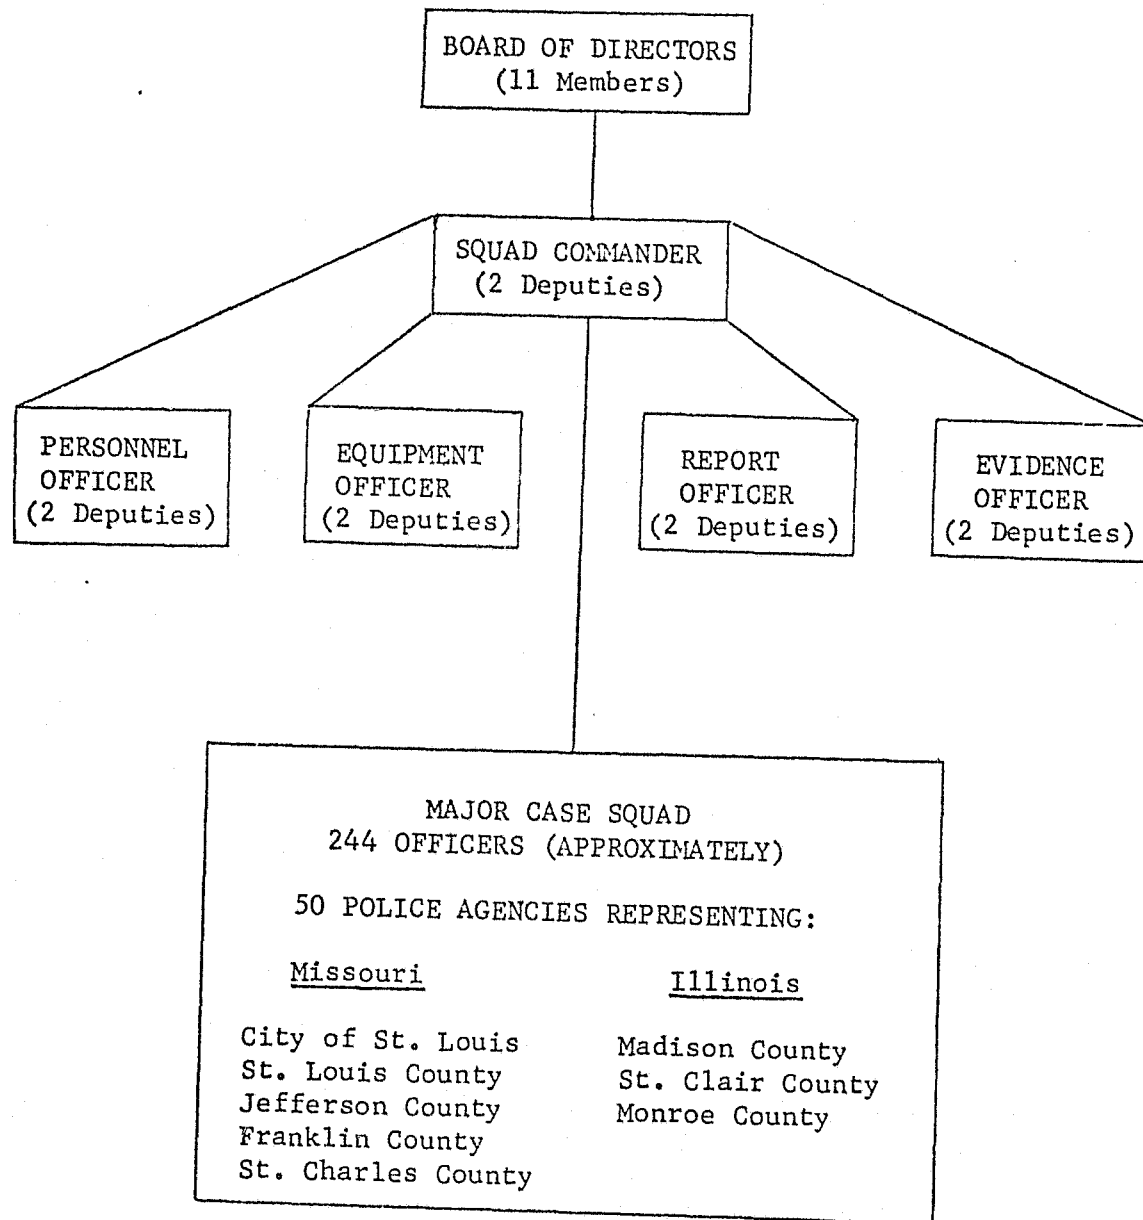 BOARD OF DIRECTORS
(11 Members)
SQUAD COMMANDER
(2 Deputies)
PERSONNEL
OFFICER
(2 Deputies)
EQUIPMENT
OFFICER
(2 Deputies)
REPORT
OFFICER
(2 Deputies)
EVIDENCE
OFFICER
(2 Deputies)
MAJOR CASE SQUAD
244 OFFICERS (APPROXIMATELY)
50 POLICE AGENCIES REPRESENTING:
Missouri
City of St. Louis
St. Louis County
Jefferson County
Franklin County
St. Charles County
Illinois
Madison County
St. Clair County
Monroe County